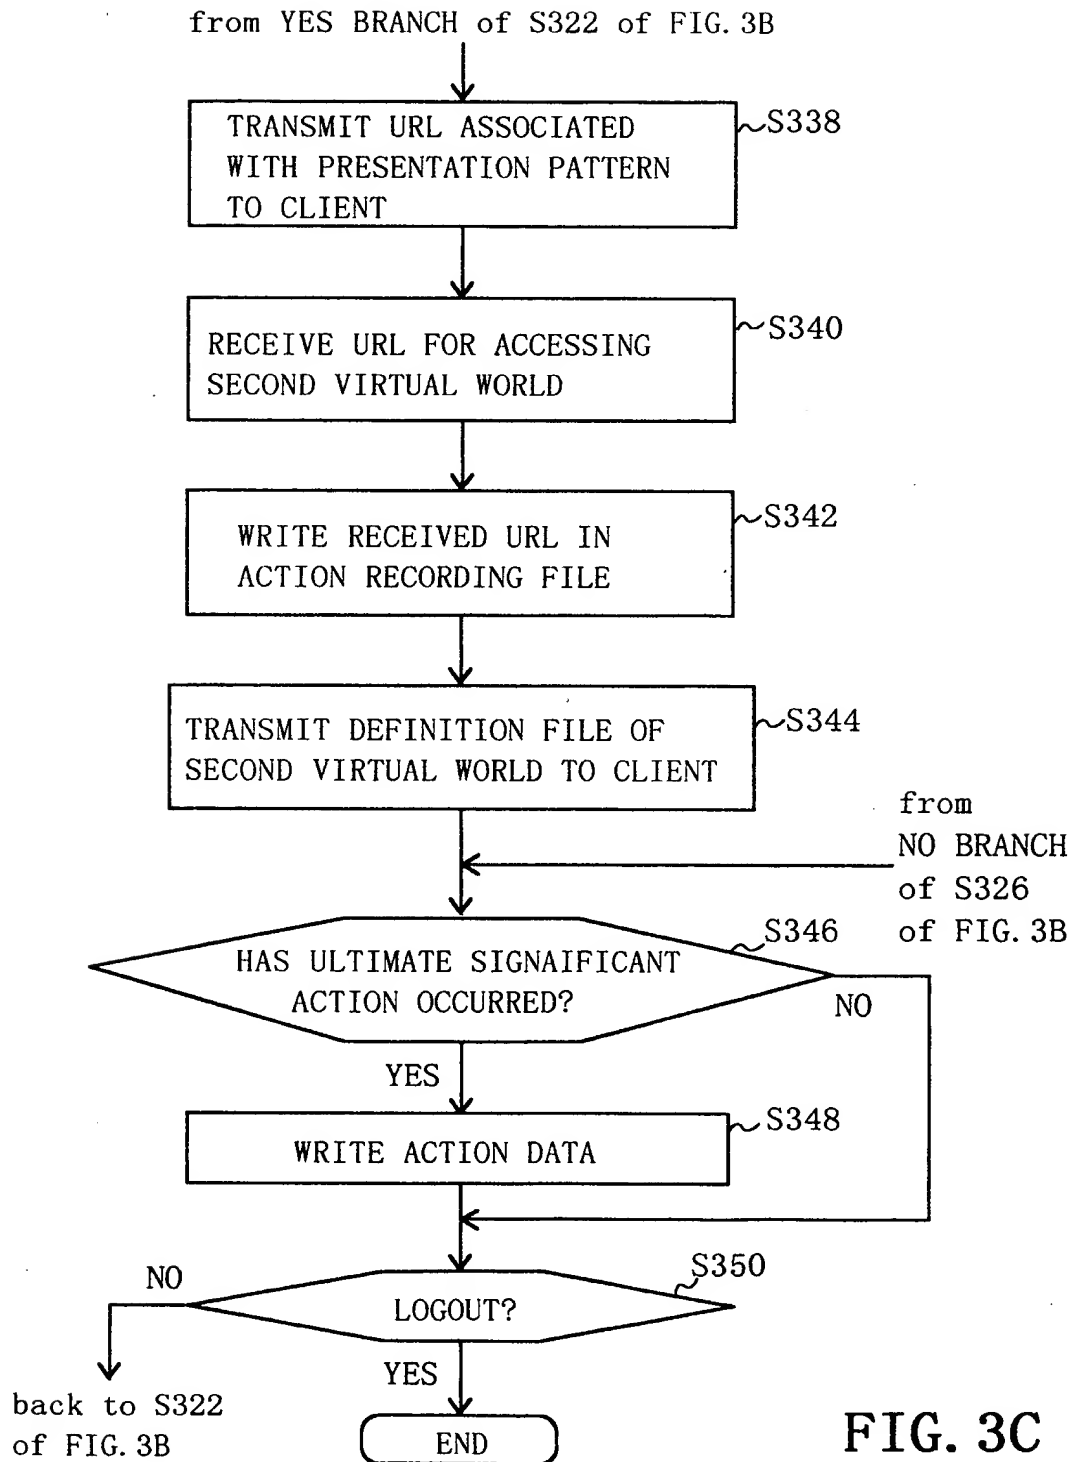 from YES BRANCH of S322 of FIG. 3B
TRANSMIT URL ASSOCIATED
WITH PRESENTATION PATTERN
TO CLIENT
S338
RECEIVE URL FOR ACCESSING
SECOND VIRTUAL WORLD
S340
WRITE RECEIVED URL IN
ACTION RECORDING FILE
S342
TRANSMIT DEFINITION FILE OF
SECOND VIRTUAL WORLD TO CLIENT
S344
from
NO BRANCH
of S326
of FIG. 3B
HAS ULTIMATE SIGNAIFICANT
ACTION OCCURRED?
S346
NO
YES
WRITE ACTION DATA
S348
LOGOUT?
S350
NO
YES
back to S322
of FIG. 3B
END
FIG. 3C